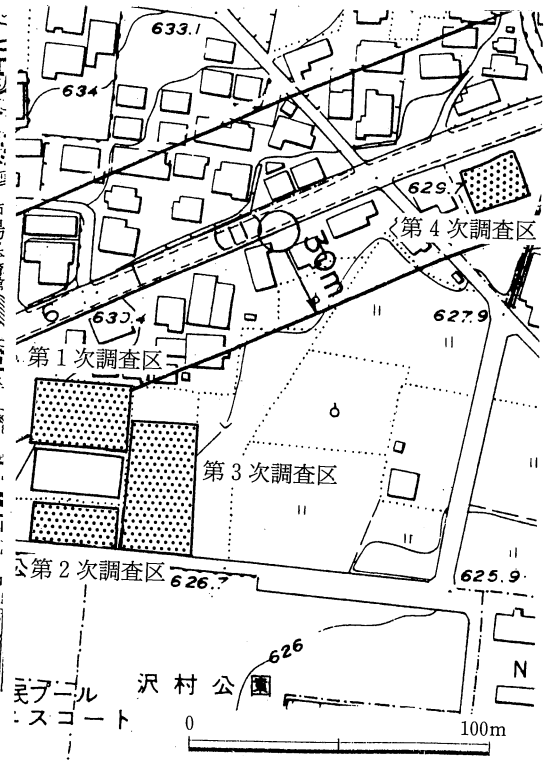 633.1
634
629.7
第4次調査区
30m
627.9
630.4
第1次調査区
第3次調査区
公
第2次調査区
626.7
625.9
626
N
沢村公園
民プール
ニスコート
0
100m